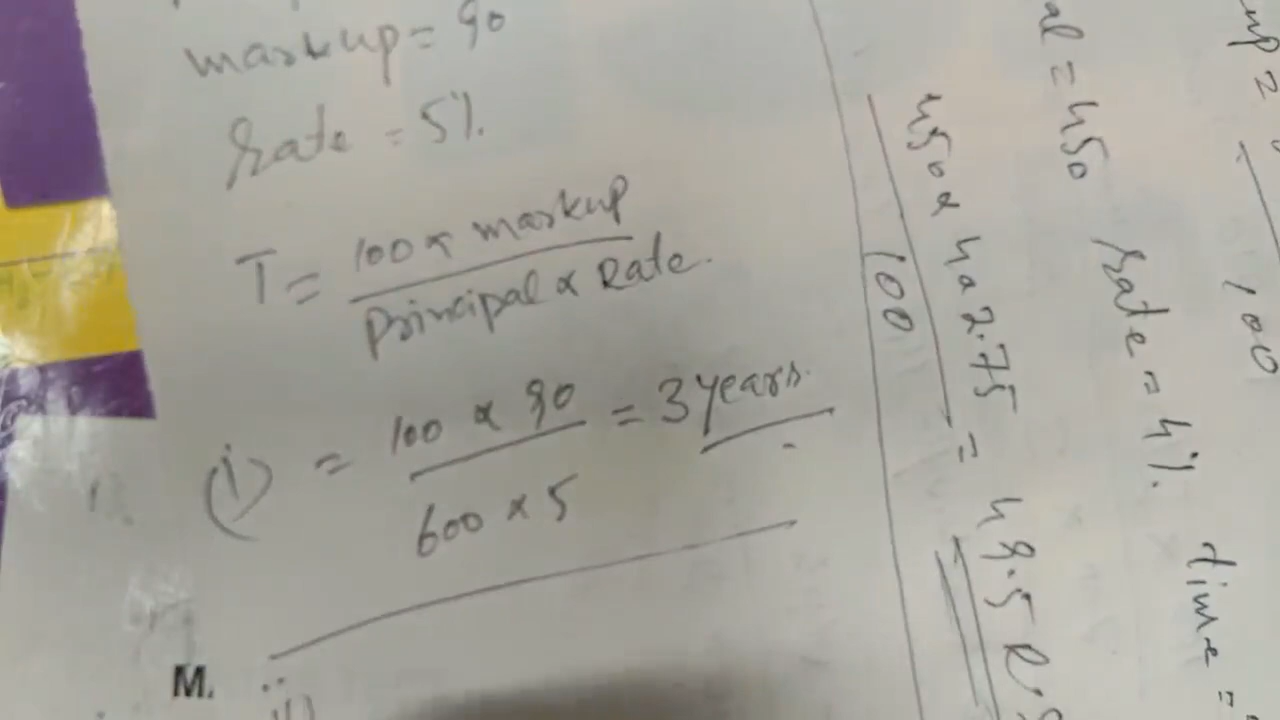 markup = 90
Rate = 5%.
T = 100 x markup
Principal x Rate.
(i) = 100 x 90 = 3 years.
600 x 5
M.
ii)
450 x 4 x 2.75 = 49.5 R.S
100
al = 450 Rate = 4%. time =
100